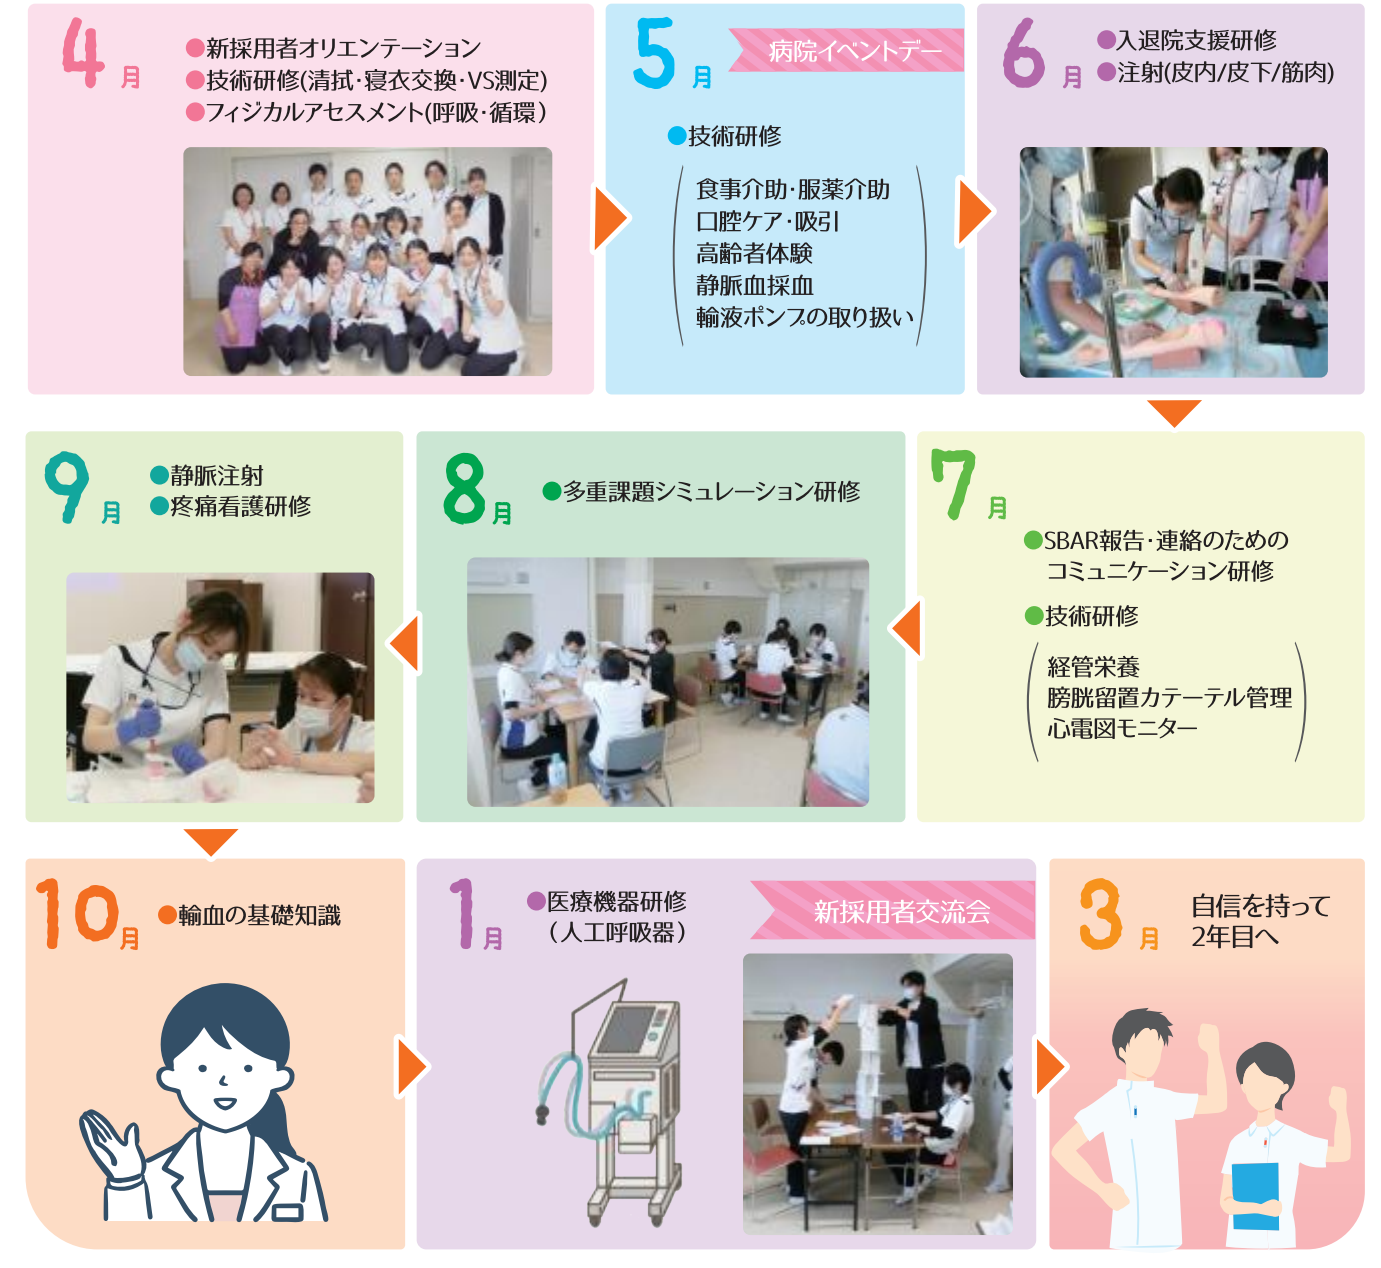 4月
●新採用者オリエンテーション
●技術研修(清拭・寝衣交換・VS測定)
●フィジカルアセスメント(呼吸・循環)
5月
病院イベントデー
●技術研修
食事介助・服薬介助
口腔ケア・吸引
高齢者体験
静脈血採血
輸液ポンプの取り扱い
6月
●入退院支援研修
●注射(皮内/皮下/筋肉)
7月
●SBAR報告・連絡のための
コミュニケーション研修
●技術研修
経管栄養
膀胱留置カテーテル管理
心電図モニター
8月
●多重課題シミュレーション研修
9月
●静脈注射
●疼痛看護研修
10月
●輸血の基礎知識
1月
●医療機器研修
(人工呼吸器)
新採用者交流会
3月
自信を持って
2年目へ